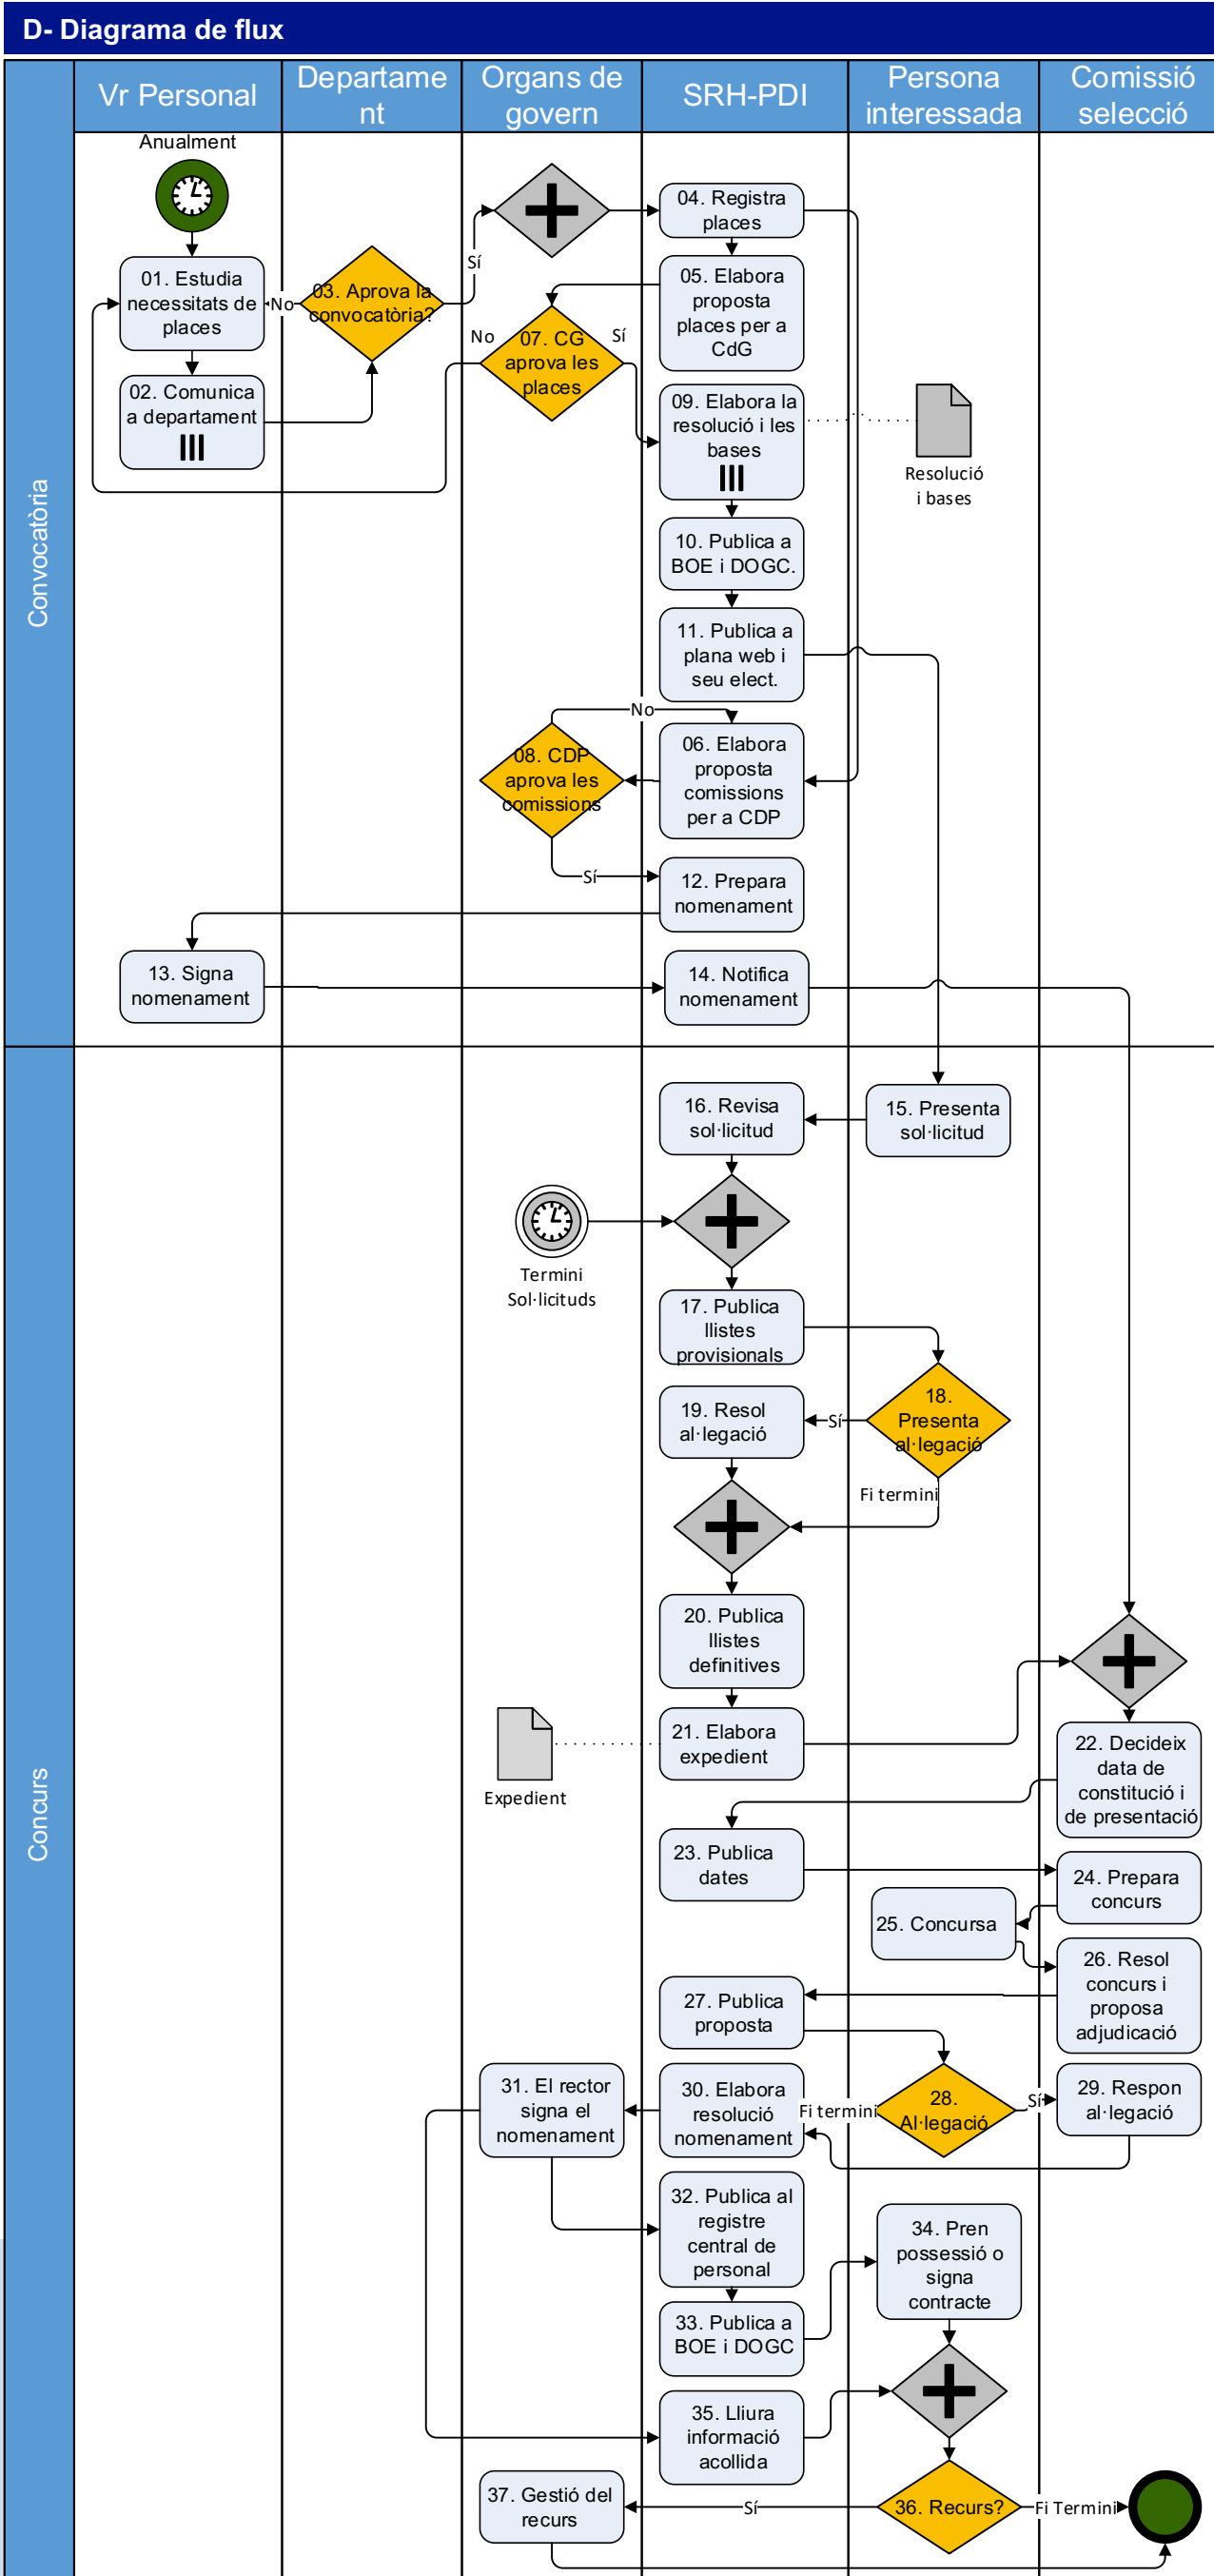 D- Diagrama de flux
Vr Personal
Departame
nt
Organs de
govern
SRH-PDI
Persona
interessada
Comissió
selecció
Convocatòria
Anualment
01. Estudia
necessitats de
places
No
03. Aprova la
convocatòria?
Sí
02. Comunica
a departament
04. Registra
places
05. Elabora
proposta
places per a
CdG
No
07. CG
aprova les
places
Sí
09. Elabora la
resolució i les
bases
Resolució
i bases
10. Publica a
BOE i DOGC.
11. Publica a
plana web i
seu elect.
No
08. CDP
aprova les
comissions
06. Elabora
proposta
comissions
per a CDP
Sí
12. Prepara
nomenament
13. Signa
nomenament
14. Notifica
nomenament
Concurs
16. Revisa
sol·licitud
15. Presenta
sol·licitud
Termini
Sol·licituds
17. Publica
llistes
provisionals
18.
Presenta
al·legació
Sí
19. Resol
al·legació
Fi termini
20. Publica
llistes
definitives
21. Elabora
expedient
Expedient
22. Decideix
data de
constitució i
de presentació
23. Publica
dates
24. Prepara
concurs
25. Concursa
26. Resol
concurs i
proposa
adjudicació
27. Publica
proposta
28.
Al·legació
Sí
29. Respon
al·legació
Fi termini
30. Elabora
resolució
nomenament
31. El rector
signa el
nomenament
32. Publica al
registre
central de
personal
33. Publica a
BOE i DOGC
34. Pren
possessió o
signa
contracte
35. Lliura
informació
acollida
36. Recurs?
Sí
Fi Termini
37. Gestió del
recurs